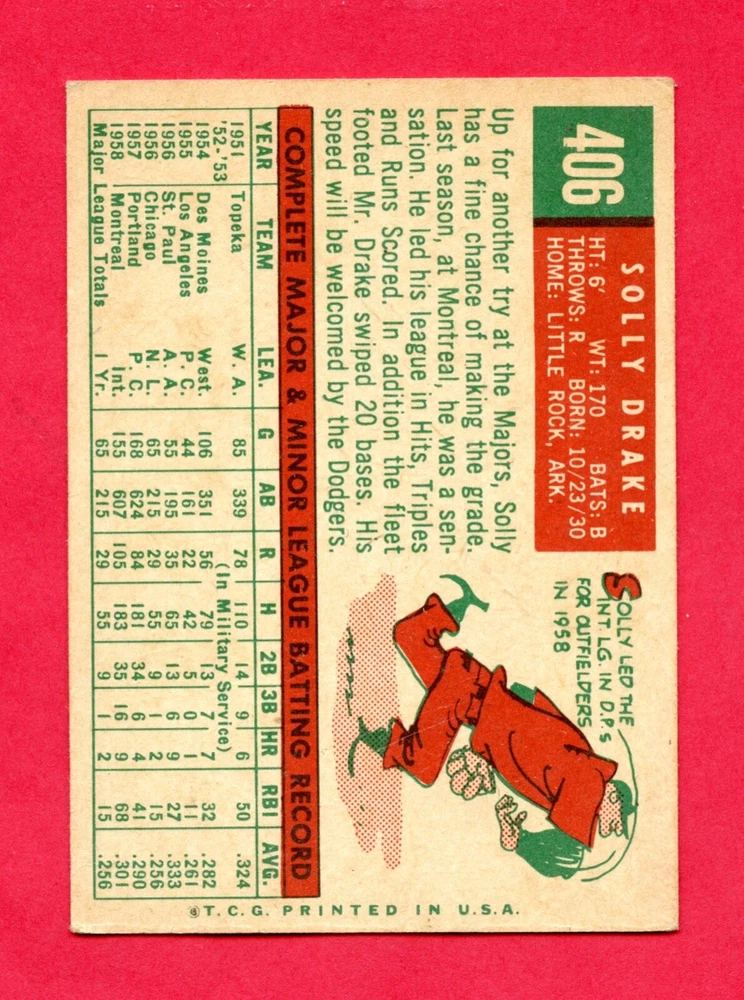 406
SOLLY DRAKE
HT: 6' WT: 170 BATS: B
THROWS: R. BORN: 10/23/30
HOME: LITTLE ROCK, ARK.
Up for another try at the Majors, Solly
has a fine chance of making the grade.
Last season, at Montreal, he was a sen-
sation. He led his league in Hits, Triples
and Runs Scored. In addition the fleet
footed Mr. Drake swiped 20 bases. His
speed will be welcomed by the Dodgers.
SOLLY LED THE
INT. LG. IN D.P.s
FOR OUTFIELDERS
IN 1958
COMPLETE MAJOR & MINOR LEAGUE BATTING RECORD
YEAR TEAM LEA. G AB R H 2B 3B HR RBI AVG.
1951 Topeka W. A. 85 339 78 110 14 9 6 50 .324
'52-'53 (In Military Service)
1954 Des Moines West. 106 351 56 79 13 7 7 32 .282
1955 Los Angeles P. C. 44 161 22 42 5 0 1 11 .261
1956 St. Paul A. A. 55 195 35 65 13 6 9 27 .333
1956 Chicago N. L. 65 215 29 55 9 1 2 15 .256
1957 Portland P. C. 168 624 84 181 34 6 4 41 .290
1958 Montreal Int. 155 607 105 183 35 16 9 68 .301
Major League Totals 1 Yr. 65 215 29 55 9 1 2 15 .256
© T. C. G. PRINTED IN U.S.A.